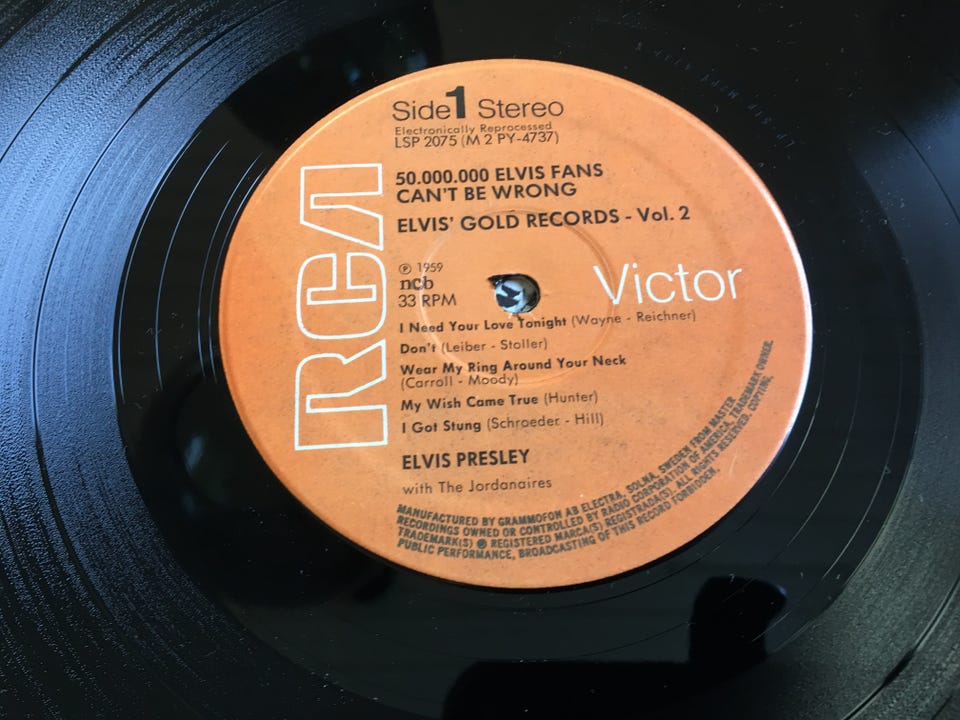 Side 1 Stereo
Electronically Reprocessed
LSP 2075 (M 2 PY-4737)
50.000.000 ELVIS FANS
CAN'T BE WRONG
ELVIS' GOLD RECORDS - Vol. 2
RCA
Victor
℗ 1959
ncb
33 RPM
I Need Your Love Tonight (Wayne - Reichner)
Don't (Leiber - Stoller)
Wear My Ring Around Your Neck
(Carroll - Moody)
My Wish Came True (Hunter)
I Got Stung (Schroeder - Hill)
ELVIS PRESLEY
with The Jordanaires
MANUFACTURED BY GRAMMOFON AB ELECTRA, SOLNA, SWEDEN FROM MASTER
RECORDINGS OWNED OR CONTROLLED BY RADIO CORPORATION OF AMERICA, TRADEMARK OWNER.
TRADEMARK(S) ® REGISTERED MARCA(S) REGISTRADA(S) ALL RIGHTS RESERVED. COPYING,
PUBLIC PERFORMANCE, BROADCASTING OF THIS RECORD FORBIDDEN.